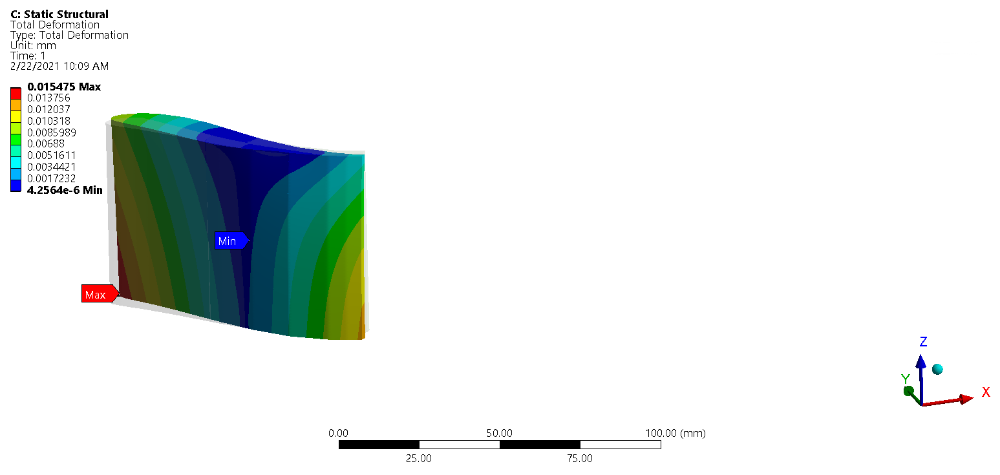 C: Static Structural
Total Deformation
Type: Total Deformation
Unit: mm
Time: 1
2/22/2021 10:09 AM
0.015475 Max
0.013756
0.012037
0.010318
0.0085989
0.00688
0.0051611
0.0034421
0.0017232
4.2564e-6 Min
Min
Max
Z
Y
X
0.00 50.00 100.00 (mm)
25.00 75.00